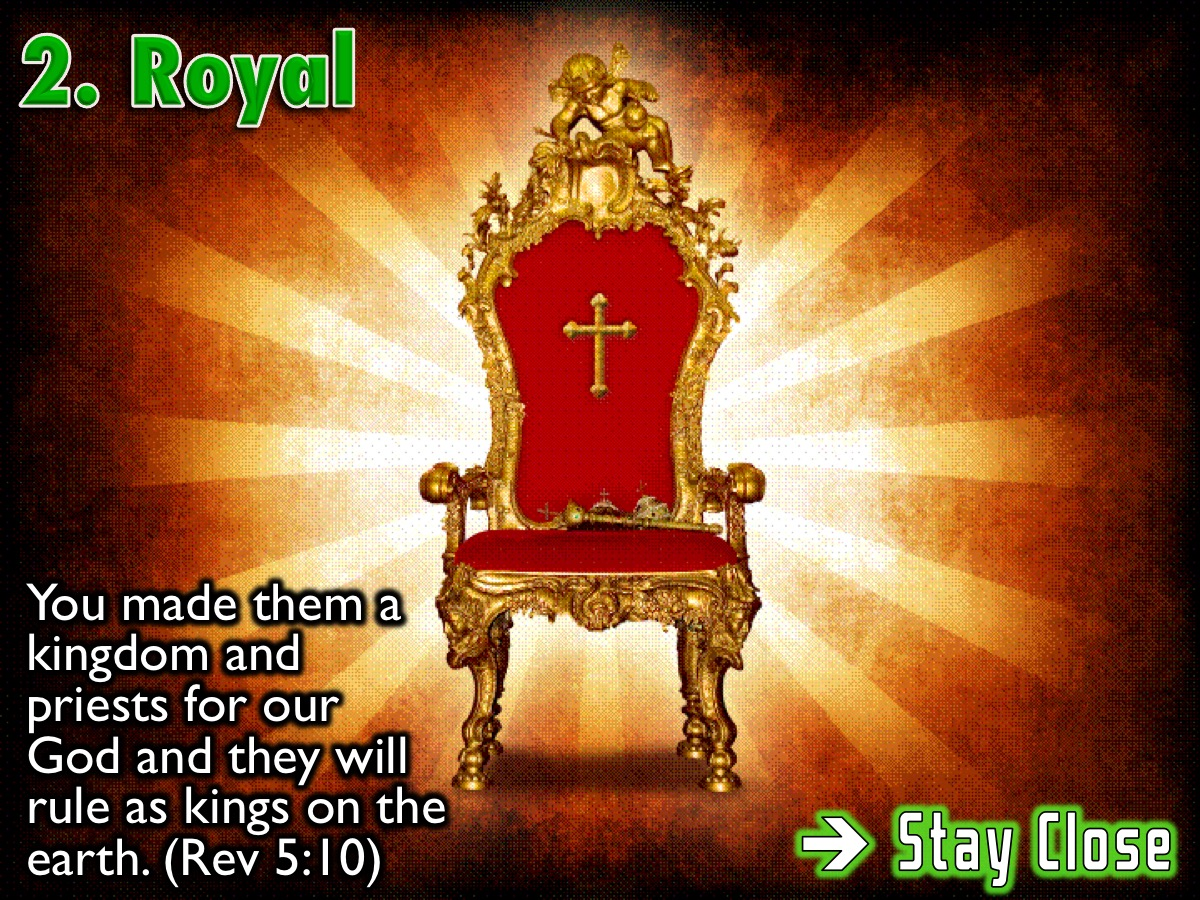 2. Royal
You made them a
kingdom and
priests for our
God and they will
rule as kings on the
earth. (Rev 5:10)
→ Stay Close